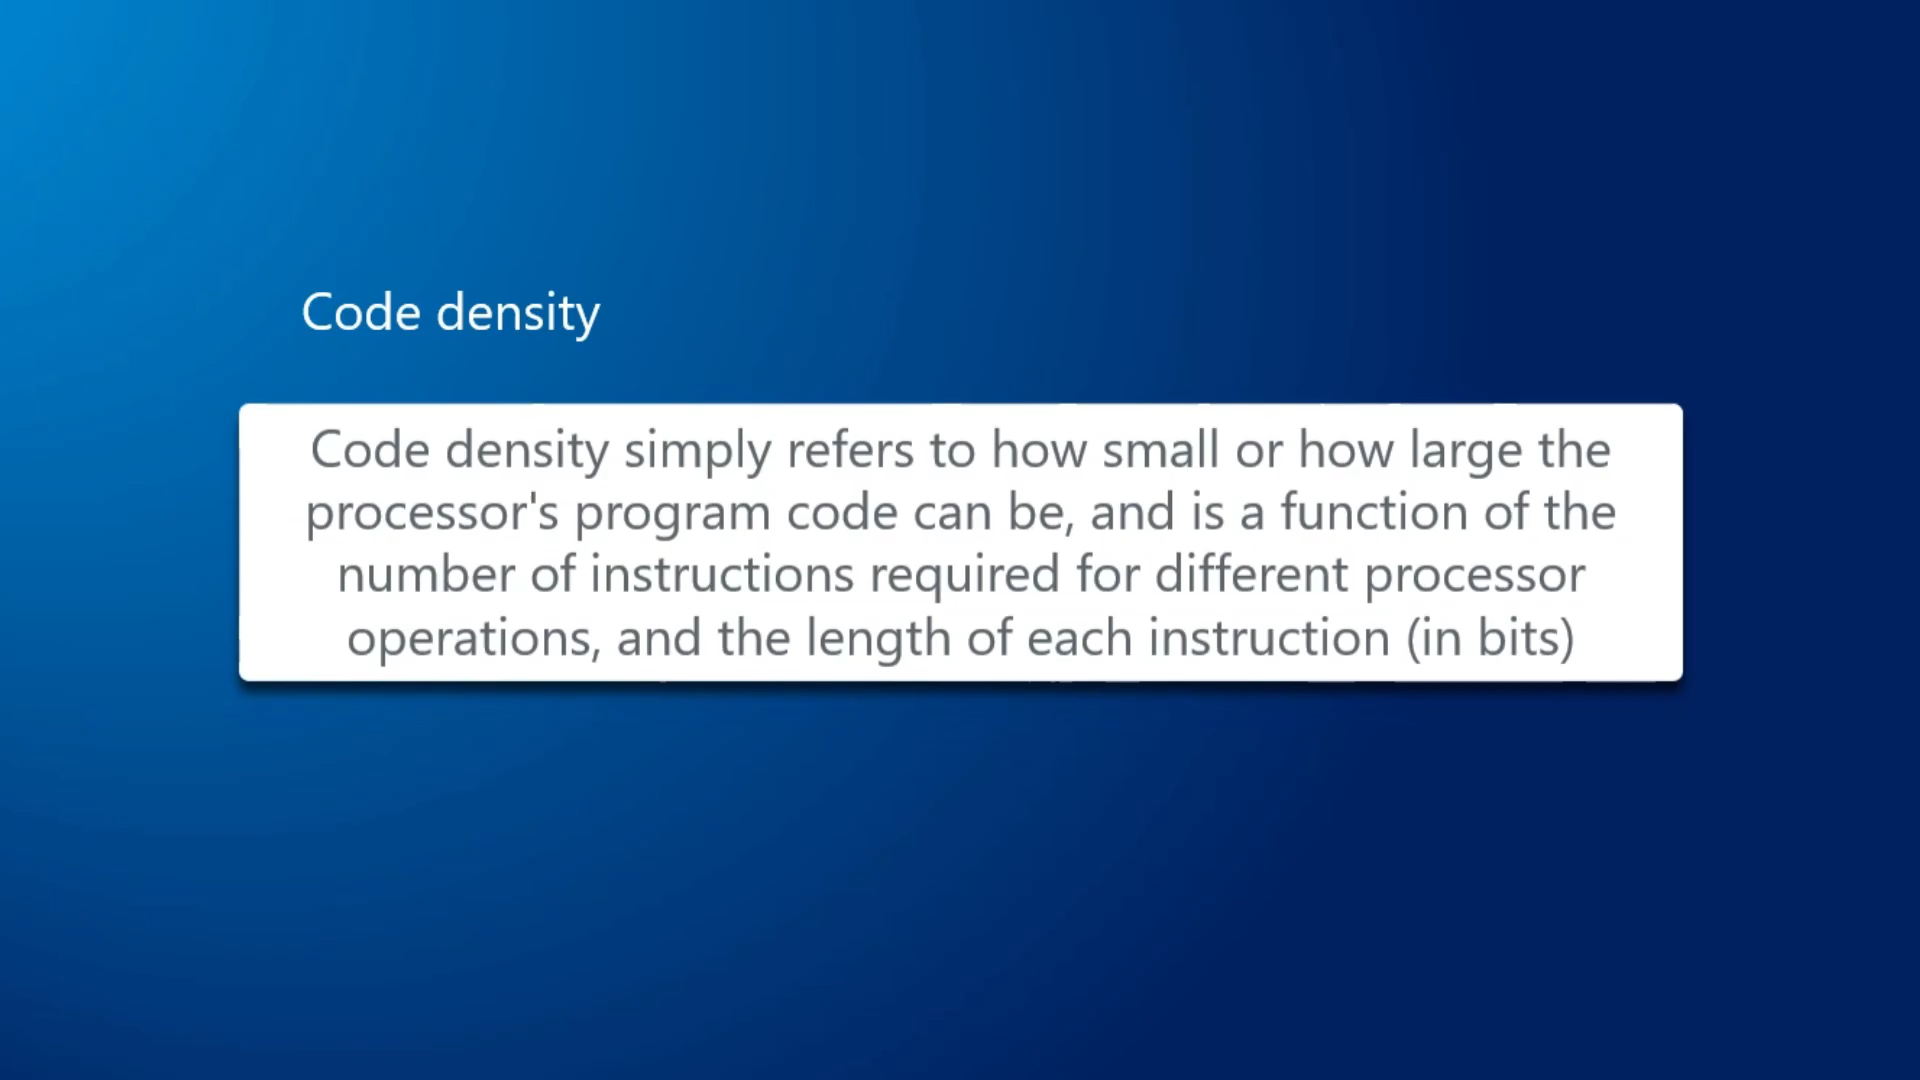 Code density
Code density simply refers to how small or how large the
processor's program code can be, and is a function of the
number of instructions required for different processor
operations, and the length of each instruction (in bits)